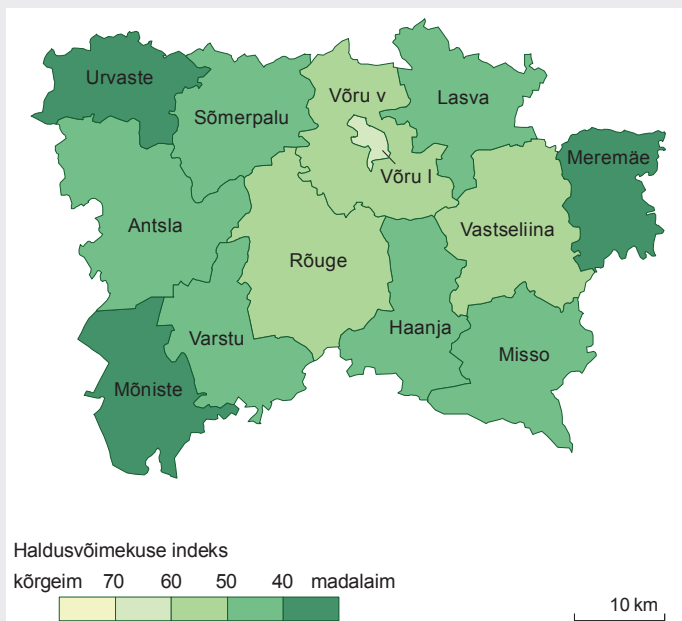 Urvaste
Sõmerpalu
Võru v
Lasva
Meremäe
Võru l
Antsla
Vastseliina
Rõuge
Varstu
Haanja
Misso
Mõniste
Haldusvõimekuse indeks
kõrgeim 70 60 50 40 madalaim
10 km